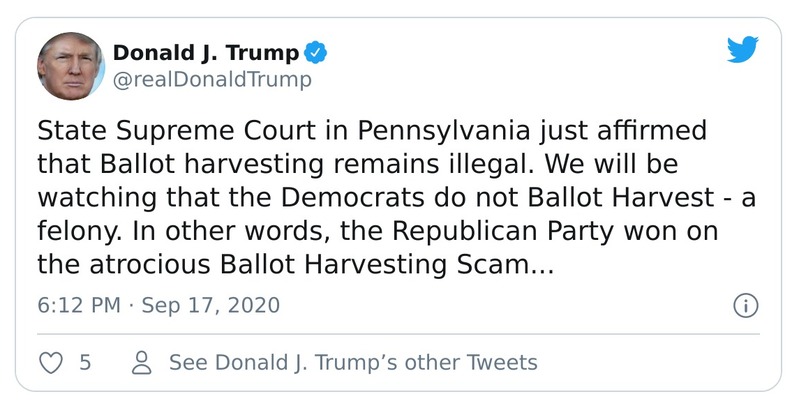 Donald J. Trump
@realDonaldTrump
State Supreme Court in Pennsylvania just affirmed
that Ballot harvesting remains illegal. We will be
watching that the Democrats do not Ballot Harvest - a
felony. In other words, the Republican Party won on
the atrocious Ballot Harvesting Scam...
6:12 PM · Sep 17, 2020
5 See Donald J. Trump’s other Tweets